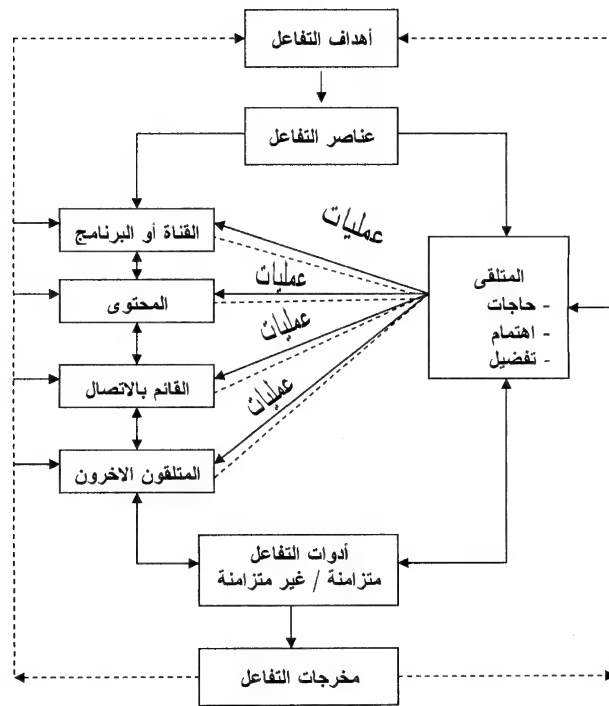 أهداف التفاعل
عناصر التفاعل
عمليات
القناة أو البرنامج
المتلقى
- حاجات
- اهتمام
- تفضيل
عمليات
المحتوى
عمليات
القائم بالاتصال
عمليات
المتلقون الاخرون
أدوات التفاعل
متزامنة / غير متزامنة
مخرجات التفاعل